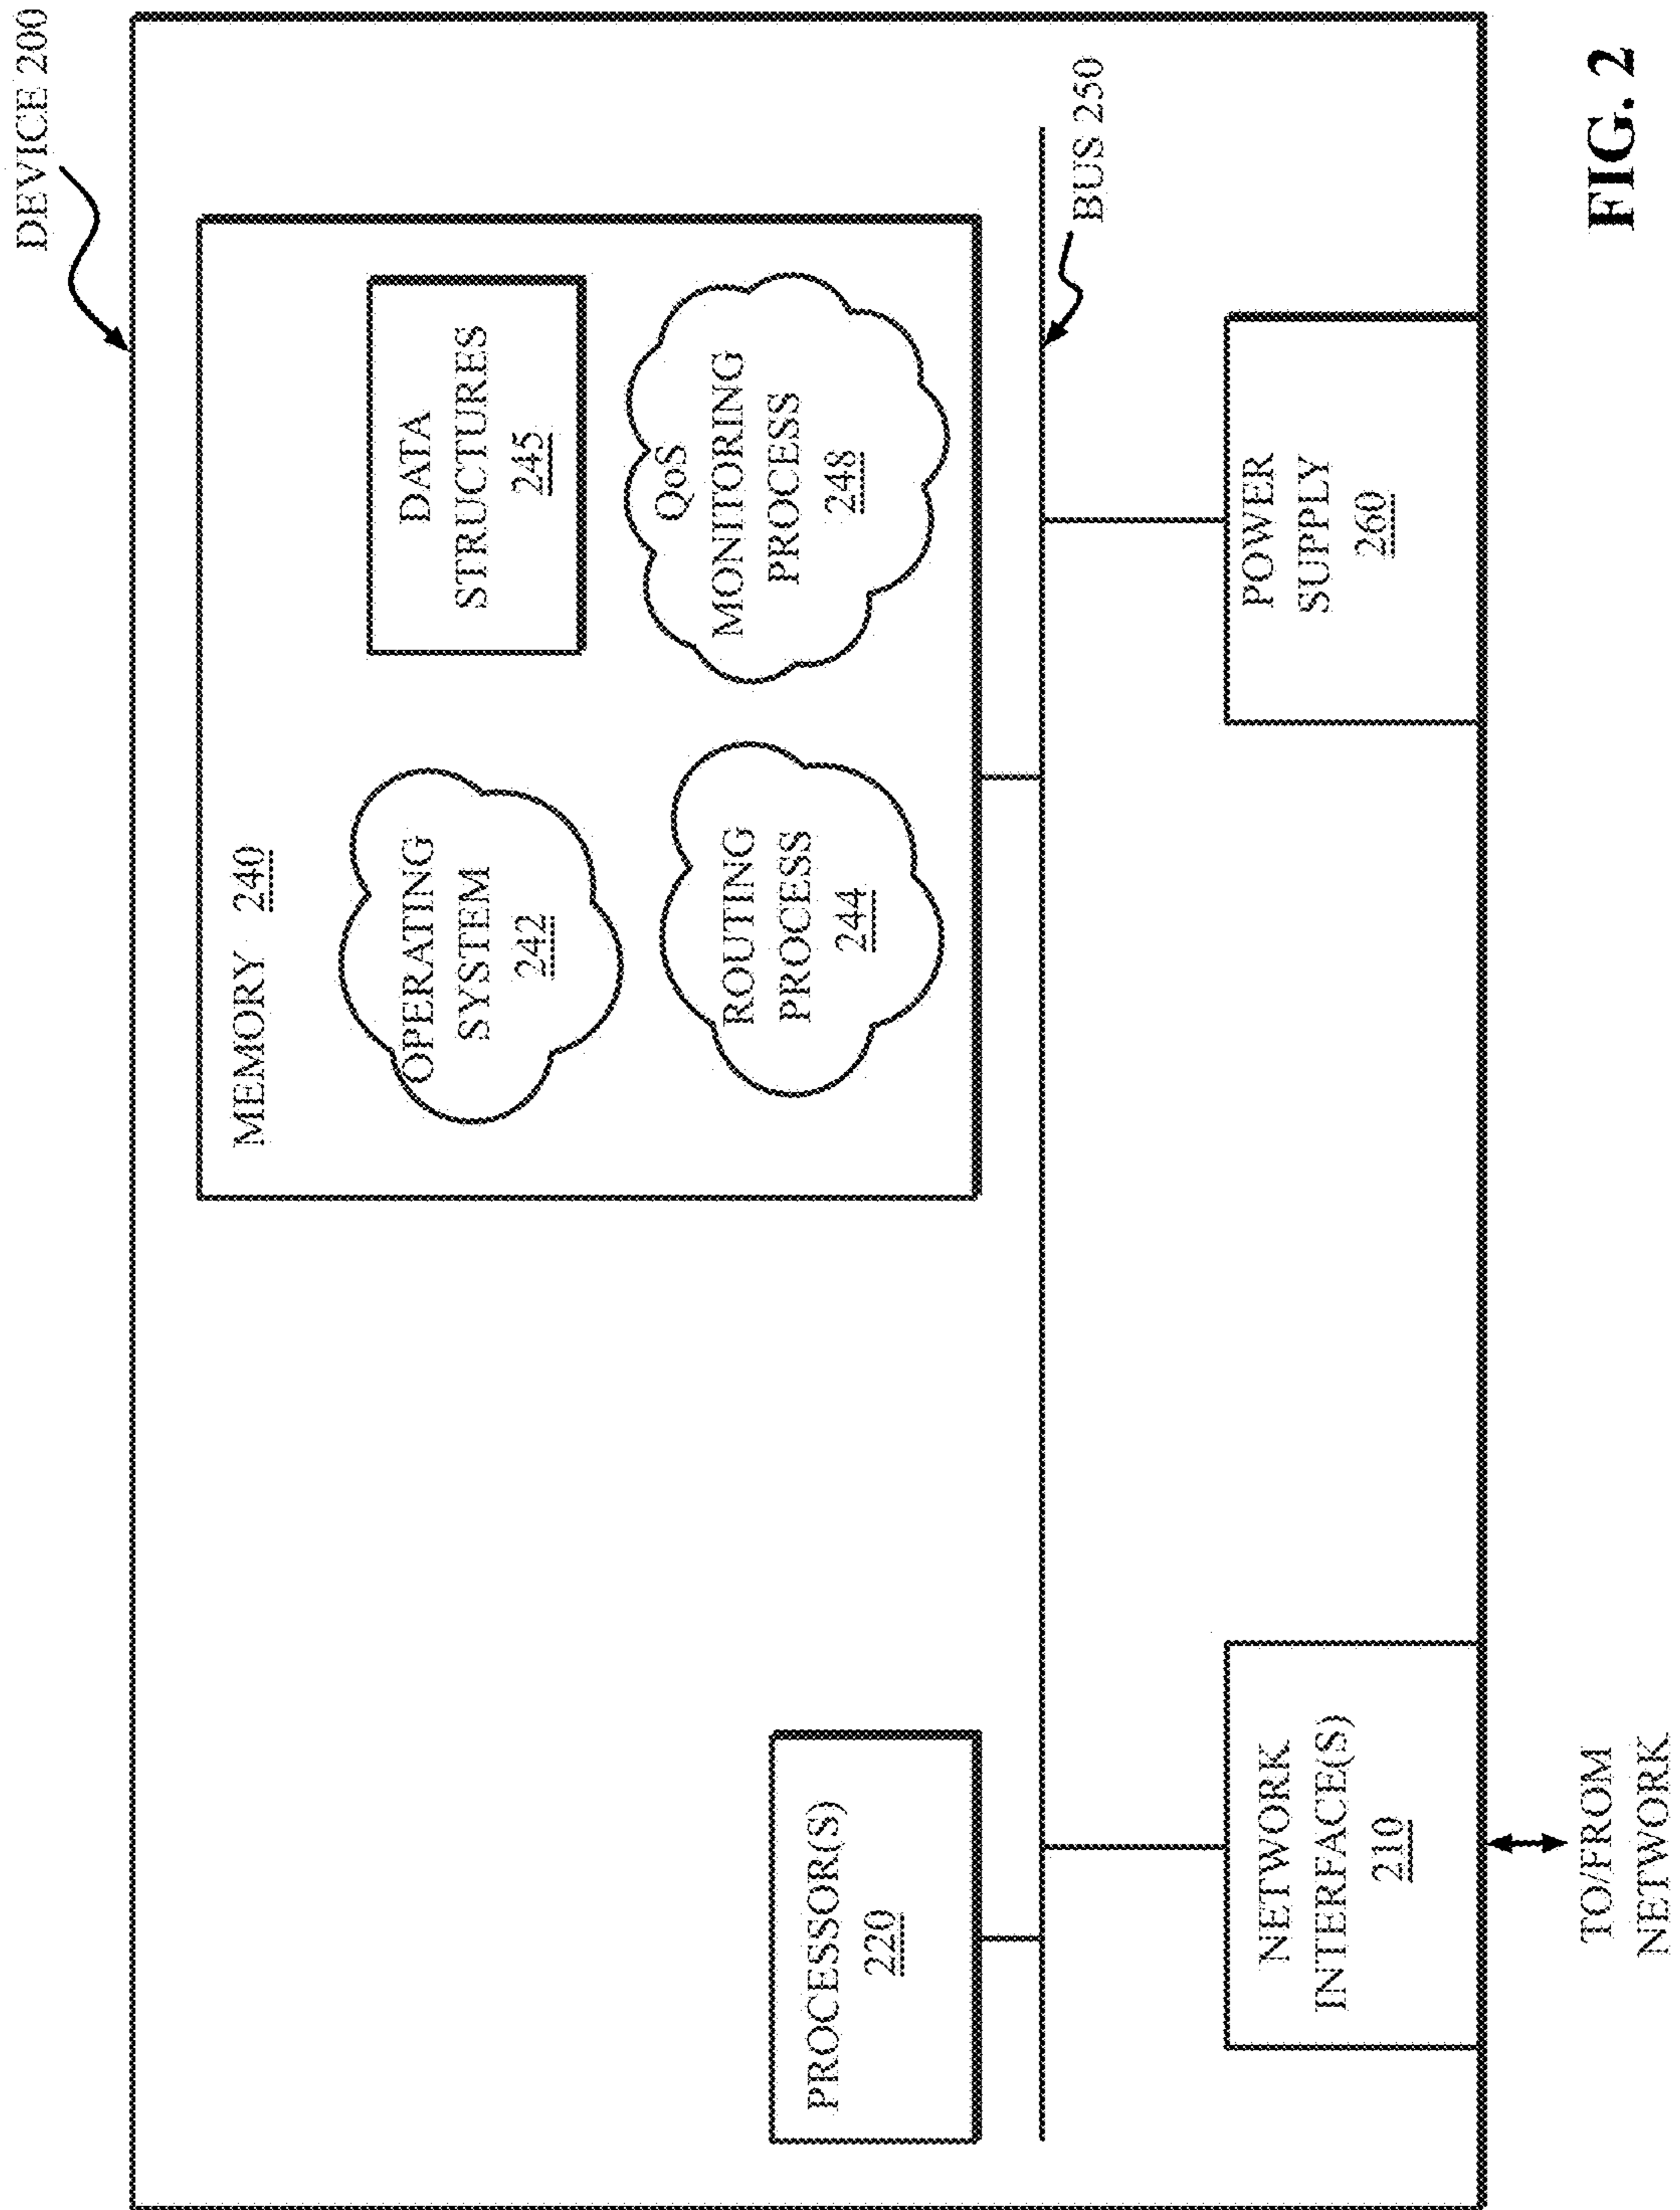 DEVICE 200
MEMORY 240
OPERATING
SYSTEM
242
DATA
STRUCTURES
245
ROUTING
PROCESS
244
QoS
MONITORING
PROCESS
248
PROCESSOR(S)
220
BUS 250
NETWORK
INTERFACE(S)
210
POWER
SUPPLY
260
TO/FROM
NETWORK
FIG. 2